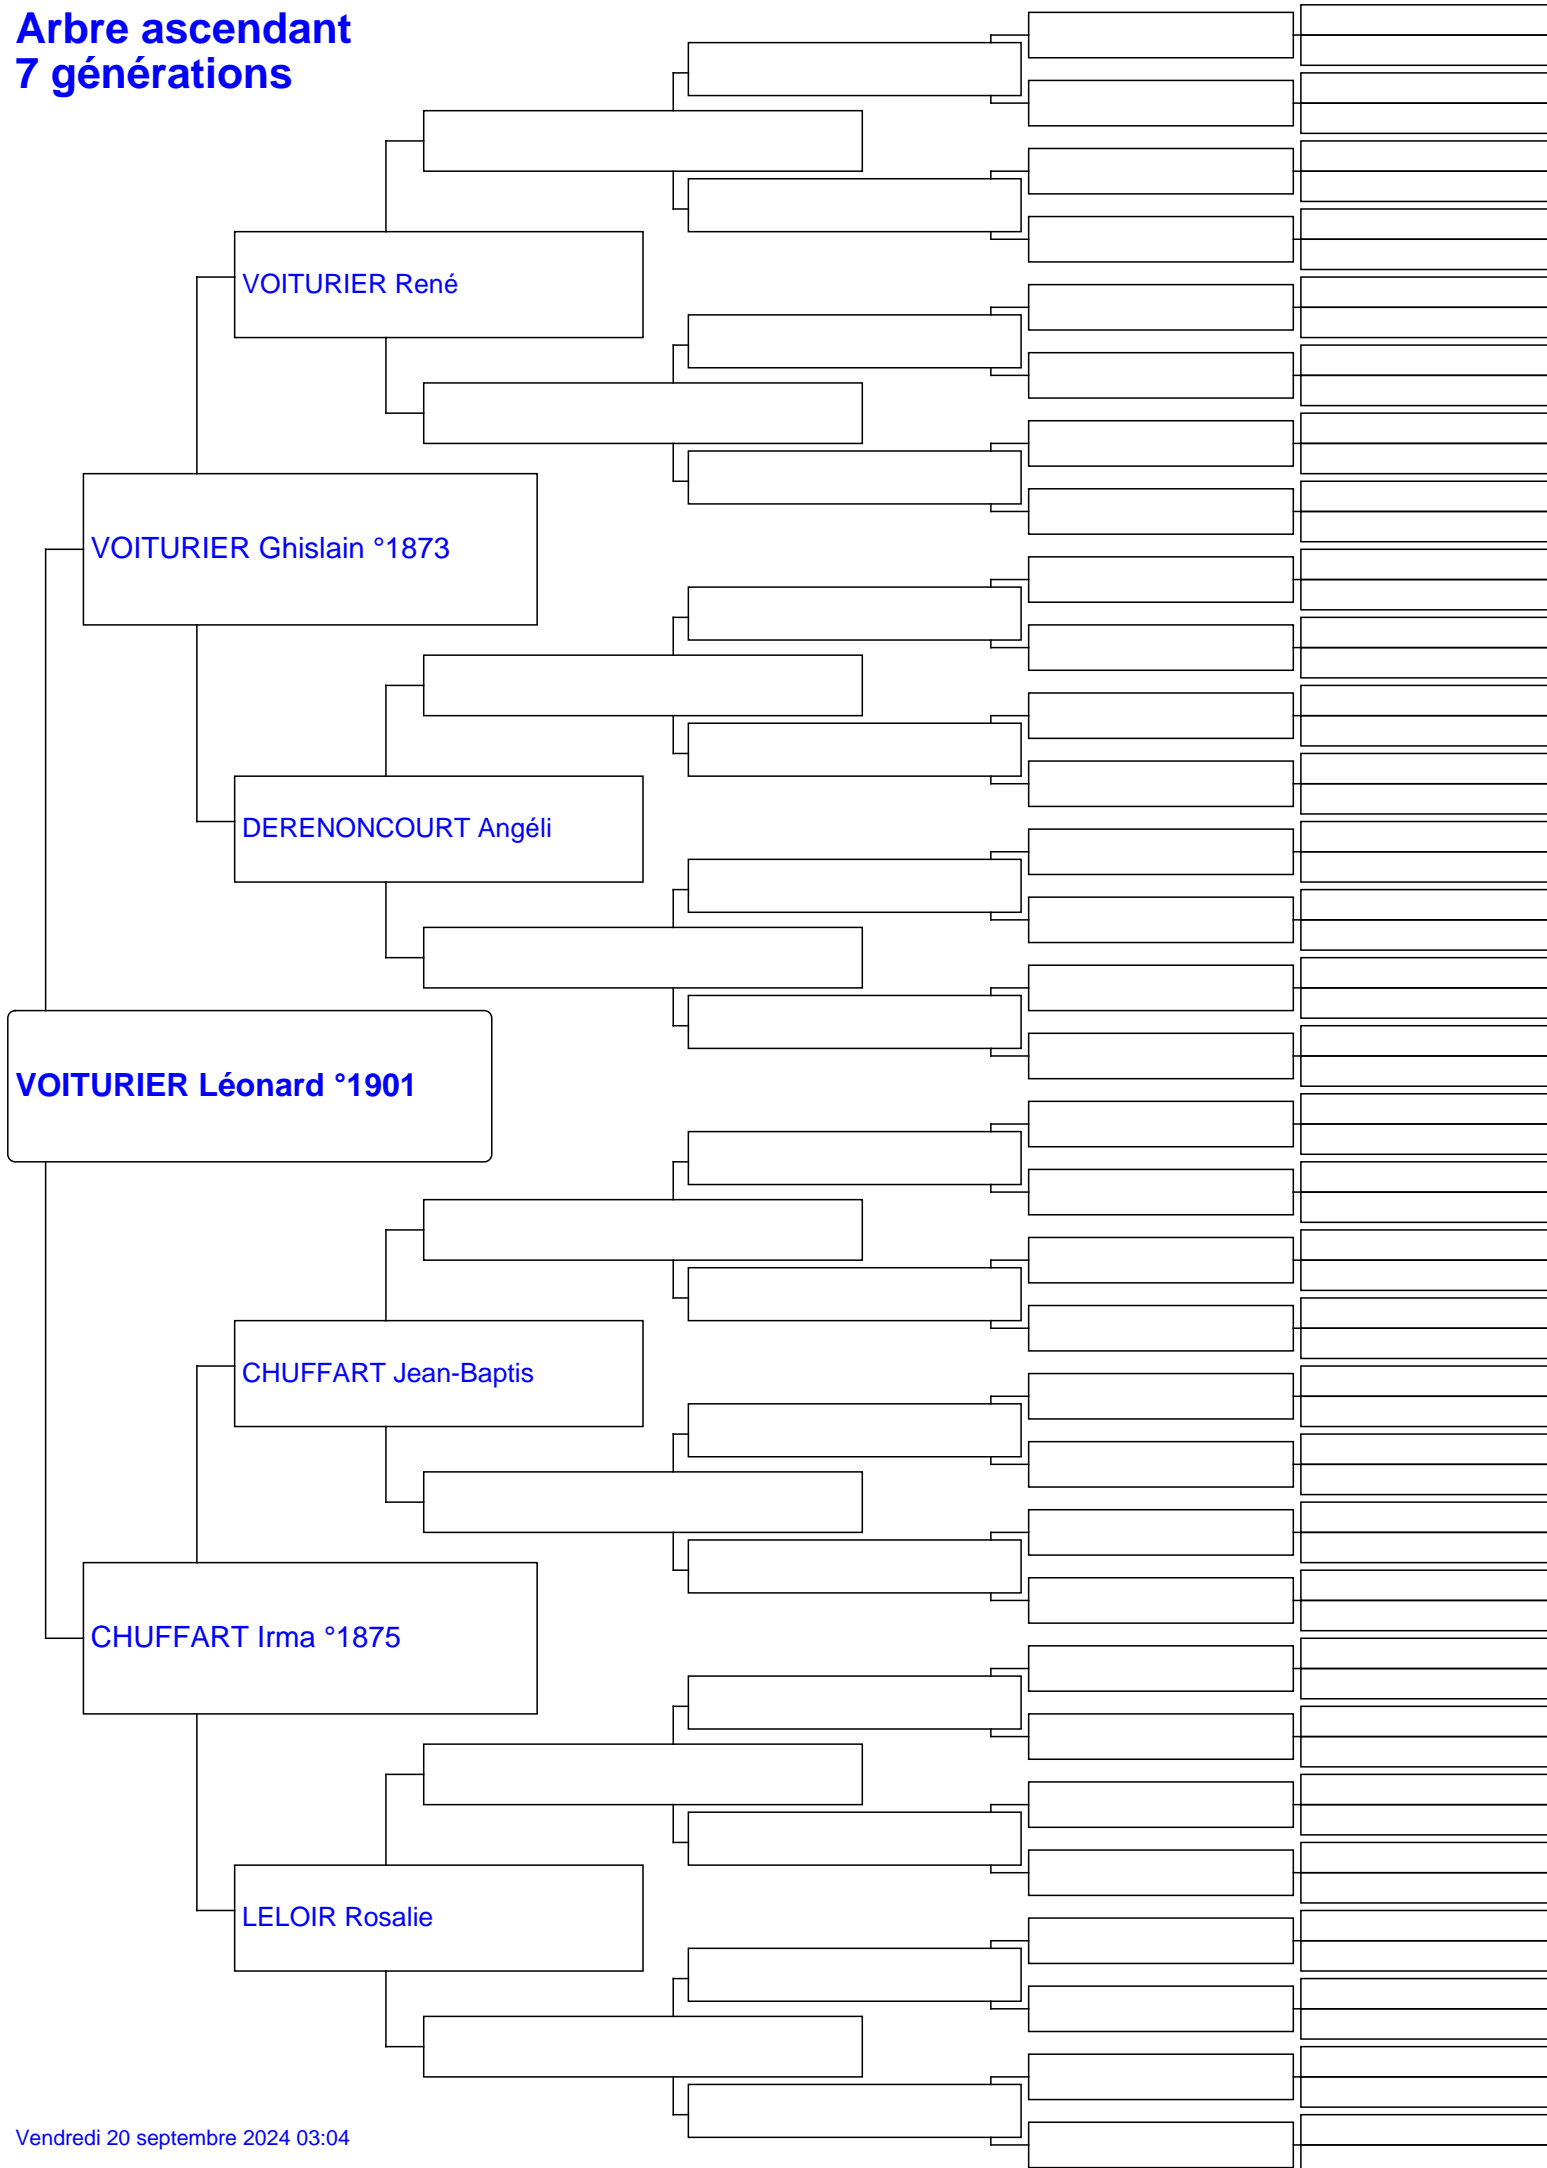 Arbre ascendant
7 générations
VOITURIER René
VOITURIER Ghislain °1873
DERENONCOURT Angéli
VOITURIER Léonard °1901
CHUFFART Jean-Baptis
CHUFFART Irma °1875
LELOIR Rosalie
Vendredi 20 septembre 2024 03:04